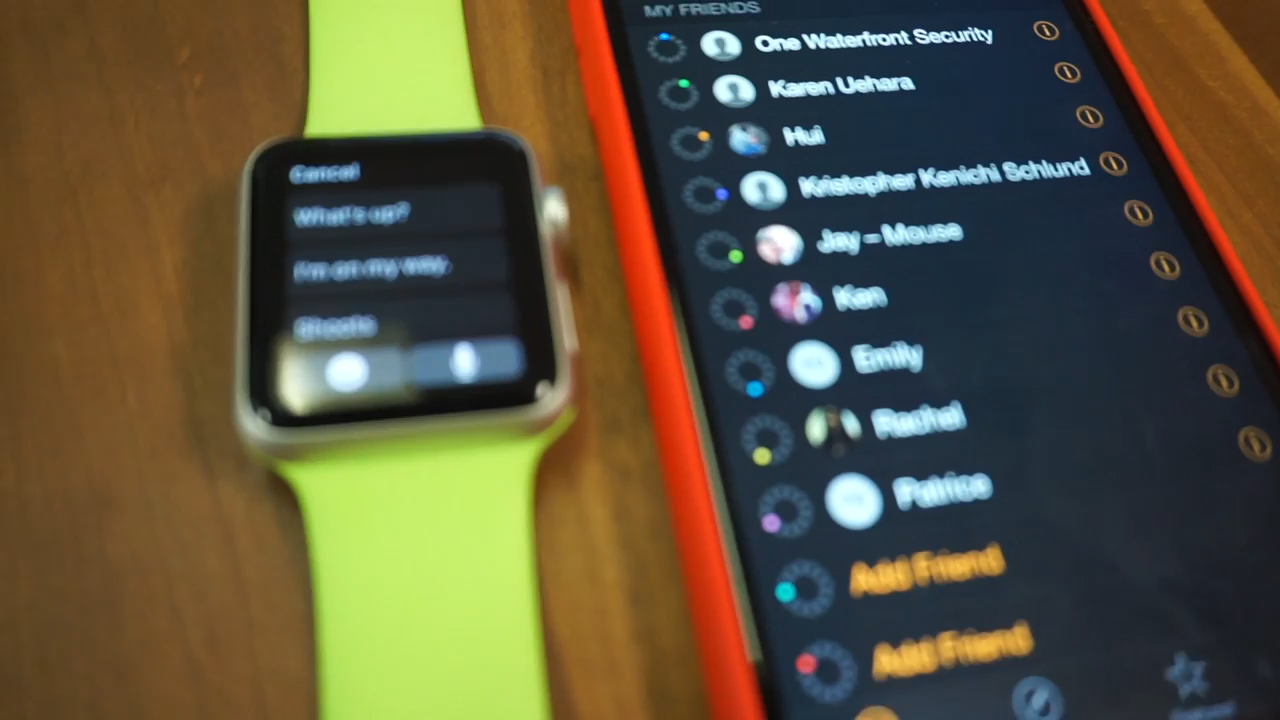 Cancel
What's up?
I'm on my way.
Shoots
MY FRIENDS
One Waterfront Security
Karen Uehara
Hui
Kristopher Kenichi Schlund
Jay – Mouse
Ken
Emily
Rachel
Patrice
Add Friend
Add Friend